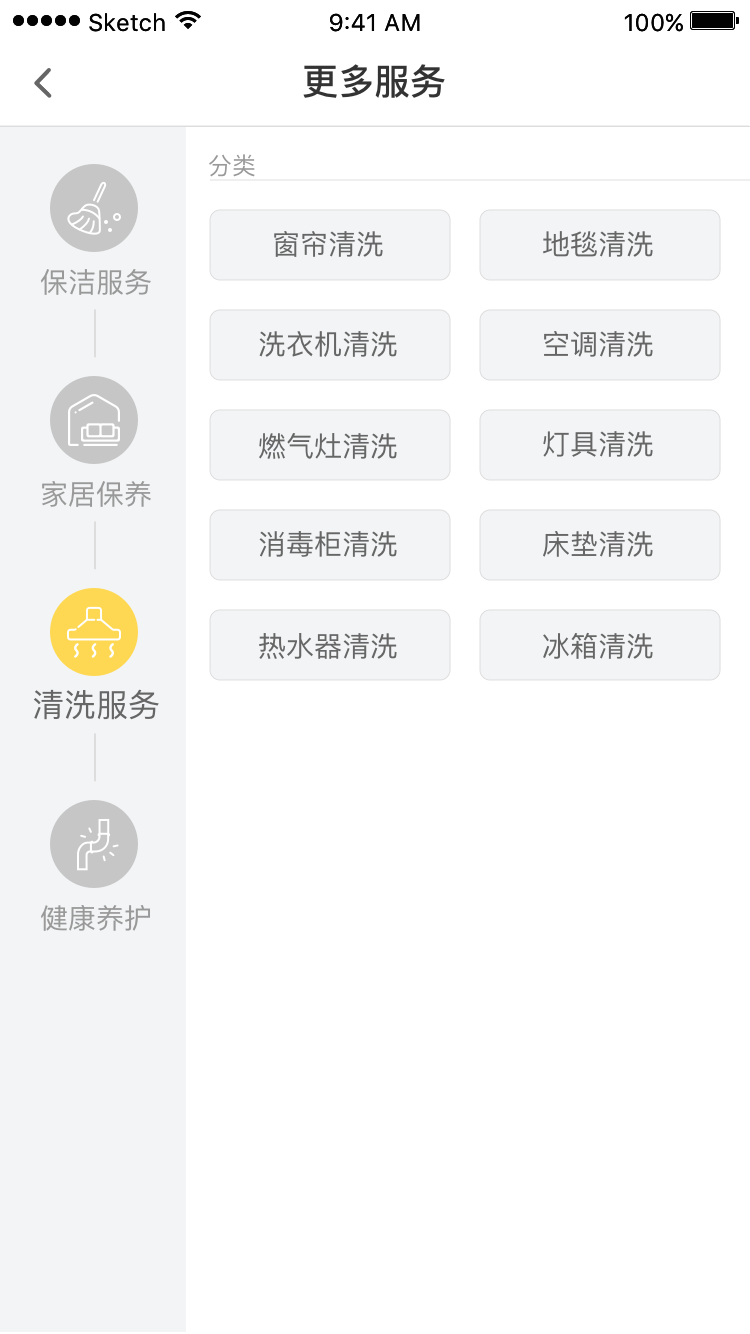 ●●●●● Sketch 9:41 AM 100%
更多服务
分类
保洁服务
家居保养
清洗服务
健康养护
窗帘清洗 地毯清洗
洗衣机清洗 空调清洗
燃气灶清洗 灯具清洗
消毒柜清洗 床垫清洗
热水器清洗 冰箱清洗